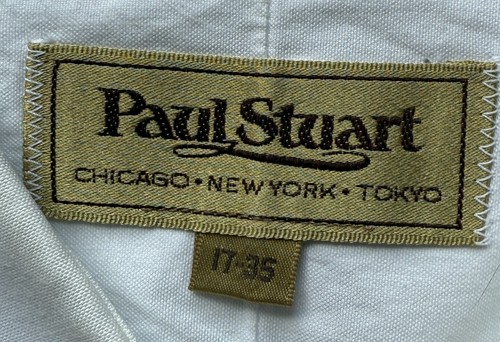 Paul Stuart
CHICAGO • NEW YORK • TOKYO
17-35